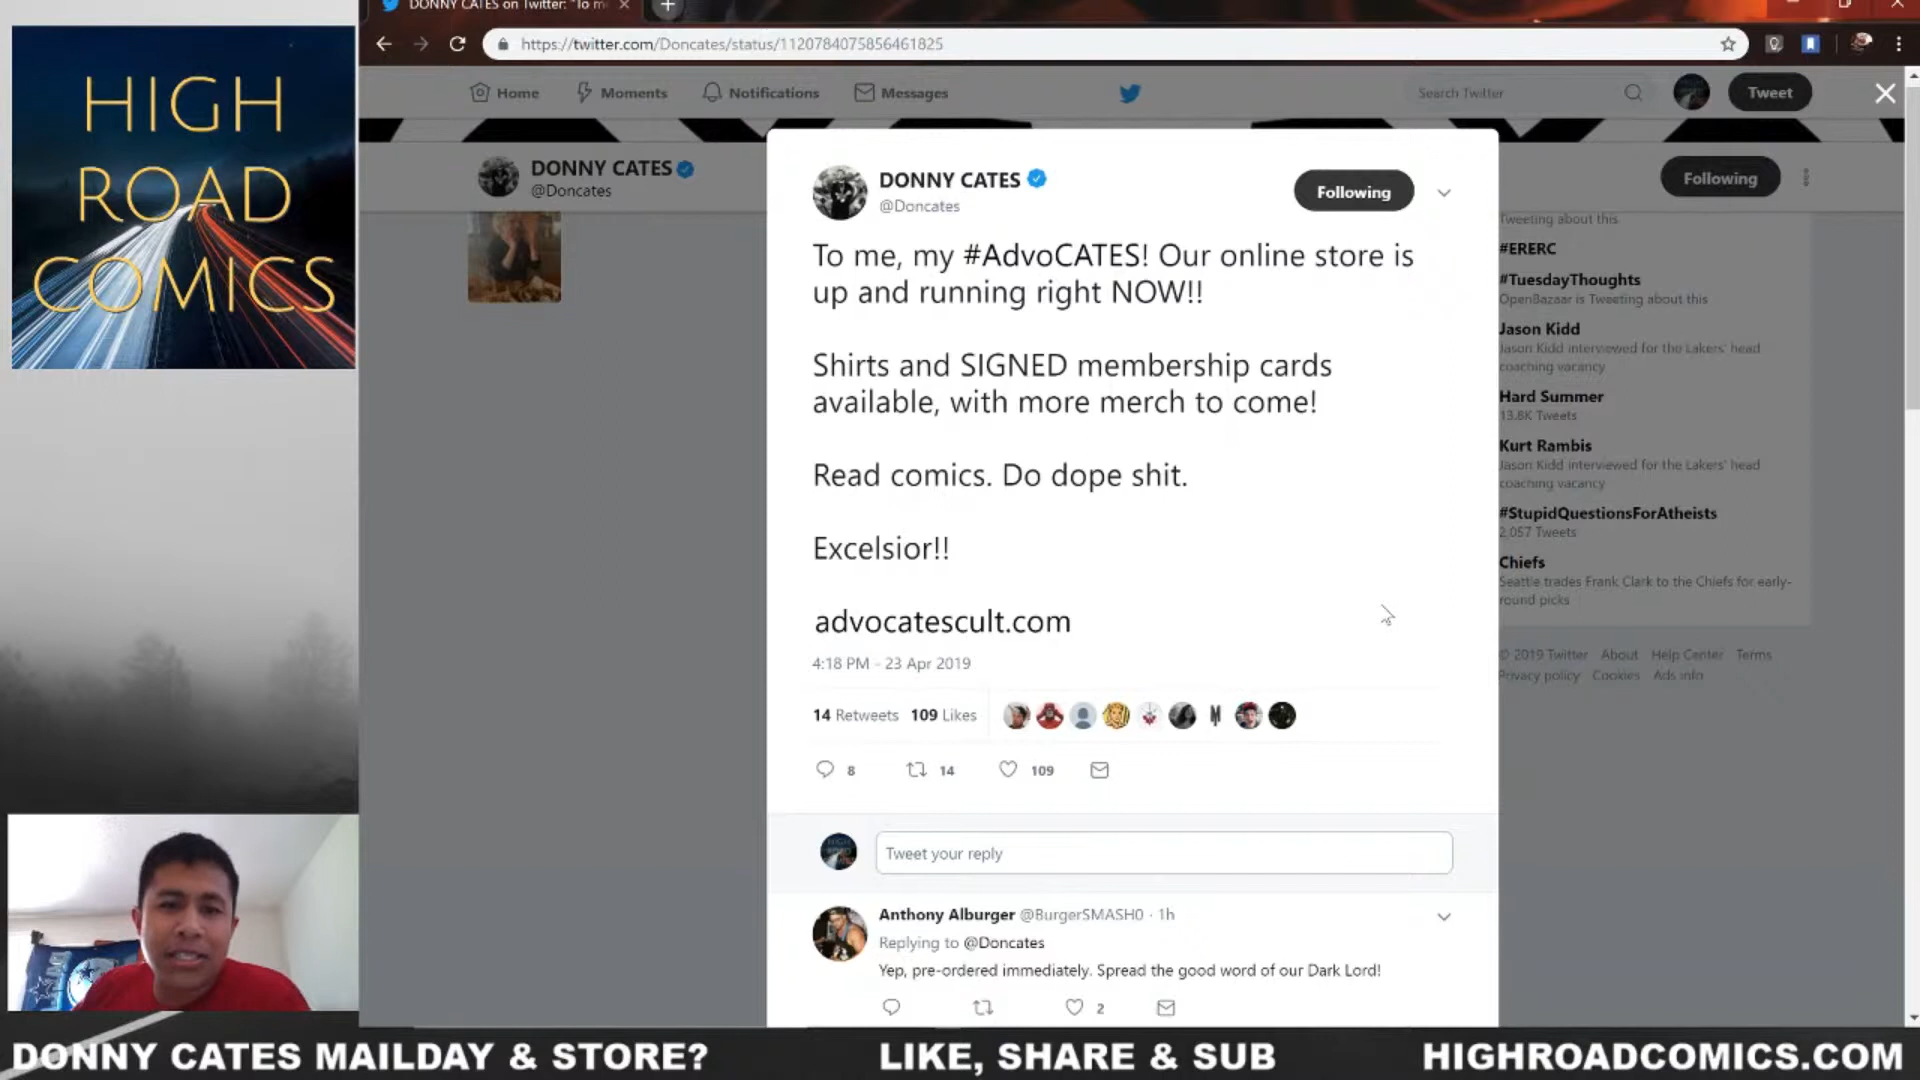 DONNY CATES on Twitter: "To m
https://twitter.com/Doncates/status/1120784075856461825
HIGH
ROAD
COMICS
Home
Moments
Notifications
Messages
Search Twitter
Tweet
DONNY CATES
@Doncates
Following
DONNY CATES
@Doncates
Following
To me, my #AdvoCATES! Our online store is
up and running right NOW!!
Shirts and SIGNED membership cards
available, with more merch to come!
Read comics. Do dope shit.
Excelsior!!
advocatescult.com
4:18 PM - 23 Apr 2019
14 Retweets 109 Likes
8
14
109
Tweet your reply
Anthony Alburger @BurgerSMASH0 · 1h
Replying to @Doncates
Yep, pre-ordered immediately. Spread the good word of our Dark Lord!
2
Tweeting about this
#ERERC
#TuesdayThoughts
OpenBazaar is Tweeting about this
Jason Kidd
Jason Kidd interviewed for the Lakers' head
coaching vacancy
Hard Summer
13.8K Tweets
Kurt Rambis
Jason Kidd interviewed for the Lakers' head
coaching vacancy
#StupidQuestionsForAtheists
2,057 Tweets
Chiefs
Seattle trades Frank Clark to the Chiefs for early-
round picks
© 2019 Twitter About Help Center Terms
Privacy policy Cookies Ads info
DONNY CATES MAILDAY & STORE?
LIKE, SHARE & SUB
HIGHROADCOMICS.COM